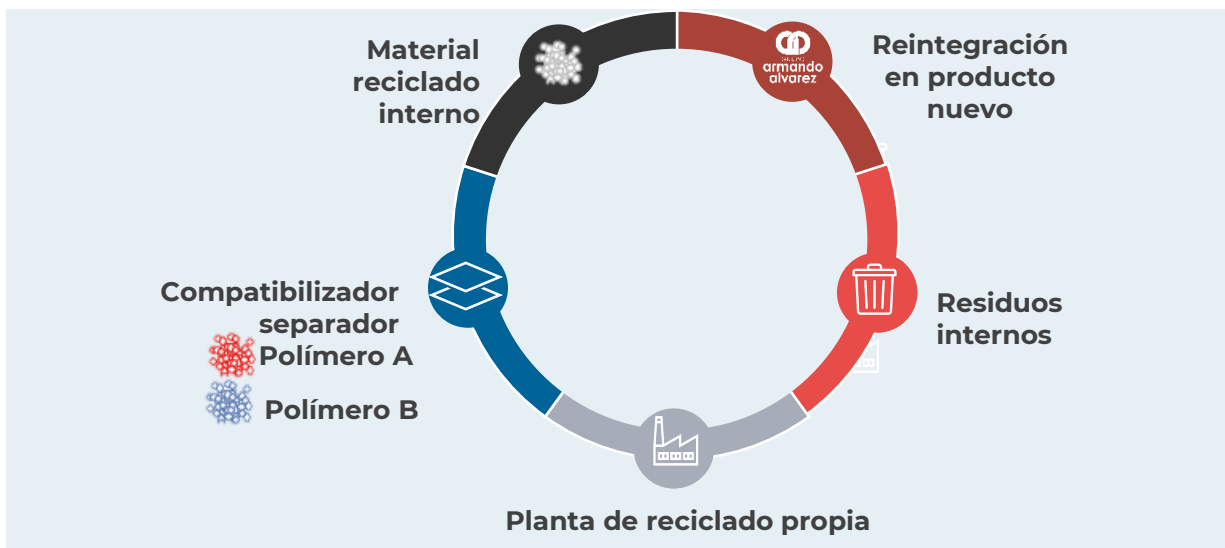 Material
reciclado
interno
GRUPO
armando
alvarez
Reintegración
en producto
nuevo
Compatibilizador
separador
Polímero A
Polímero B
Residuos
internos
Planta de reciclado propia